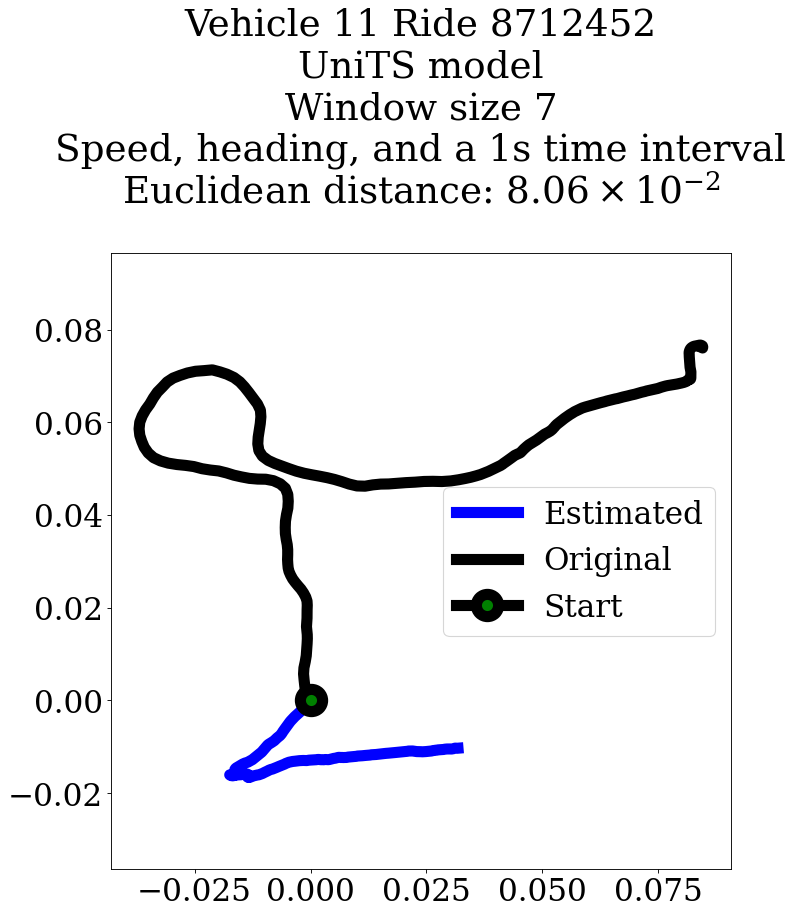 Vehicle 11 Ride 8712452
UniTS model
Window size 7
Speed, heading, and a 1s time interval
Euclidean distance: 8.06 × 10⁻²
0.08
0.06
0.04
0.02
0.00
−0.02
Estimated
Original
Start
−0.025 0.000 0.025 0.050 0.075